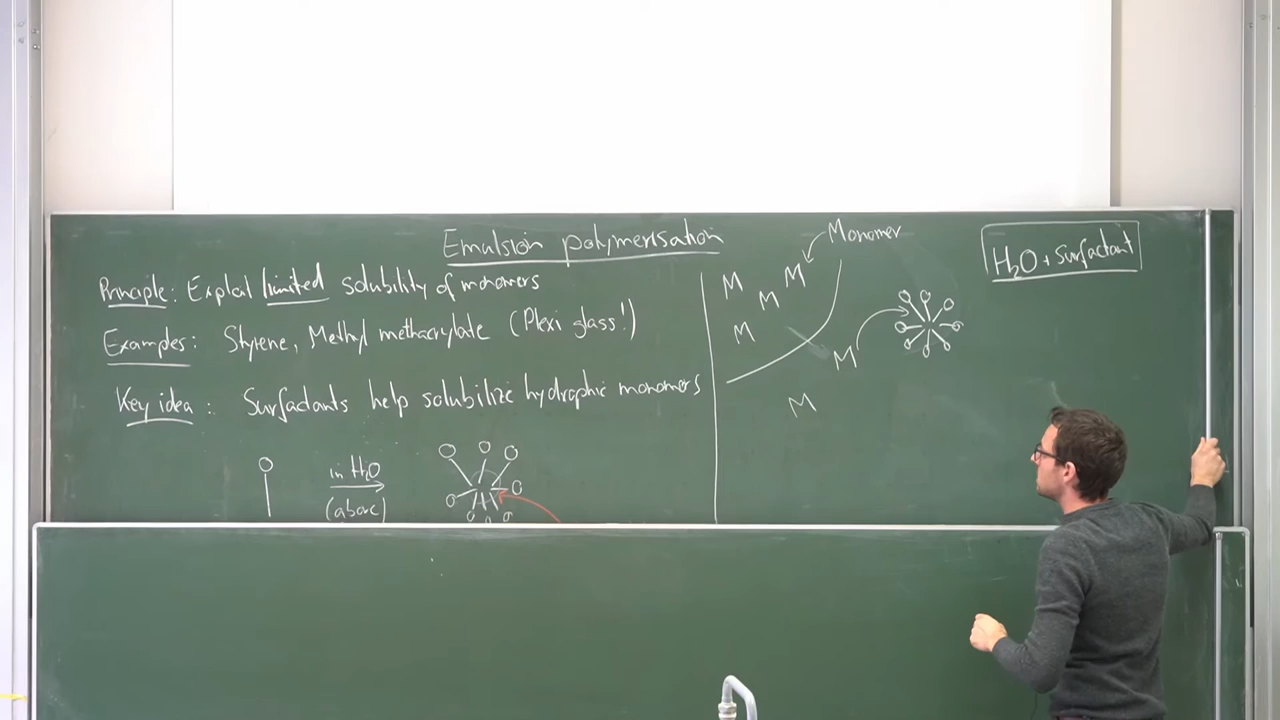 Emulsion polymerisation
Principle: Exploit limited solubility of monomers
Examples: Styrene, Methyl methacrylate (Plexi glass!)
Key idea: Surfactants help solubilize hydrophic monomers
in H2O
(above)
Monomer
M M M
M
M
M
H2O + Surfactant